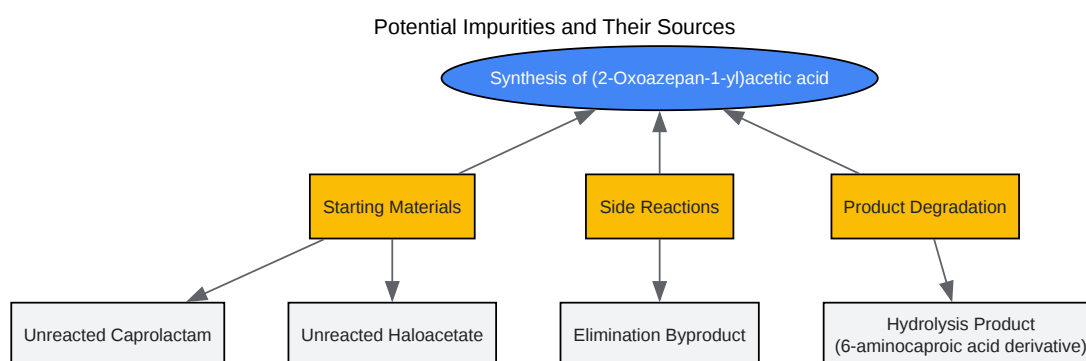 Potential Impurities and Their Sources
Synthesis of (2-Oxoazepan-1-yl)acetic acid
Starting Materials
Side Reactions
Product Degradation
Unreacted Caprolactam
Unreacted Haloacetate
Elimination Byproduct
Hydrolysis Product
(6-aminocaproic acid derivative)